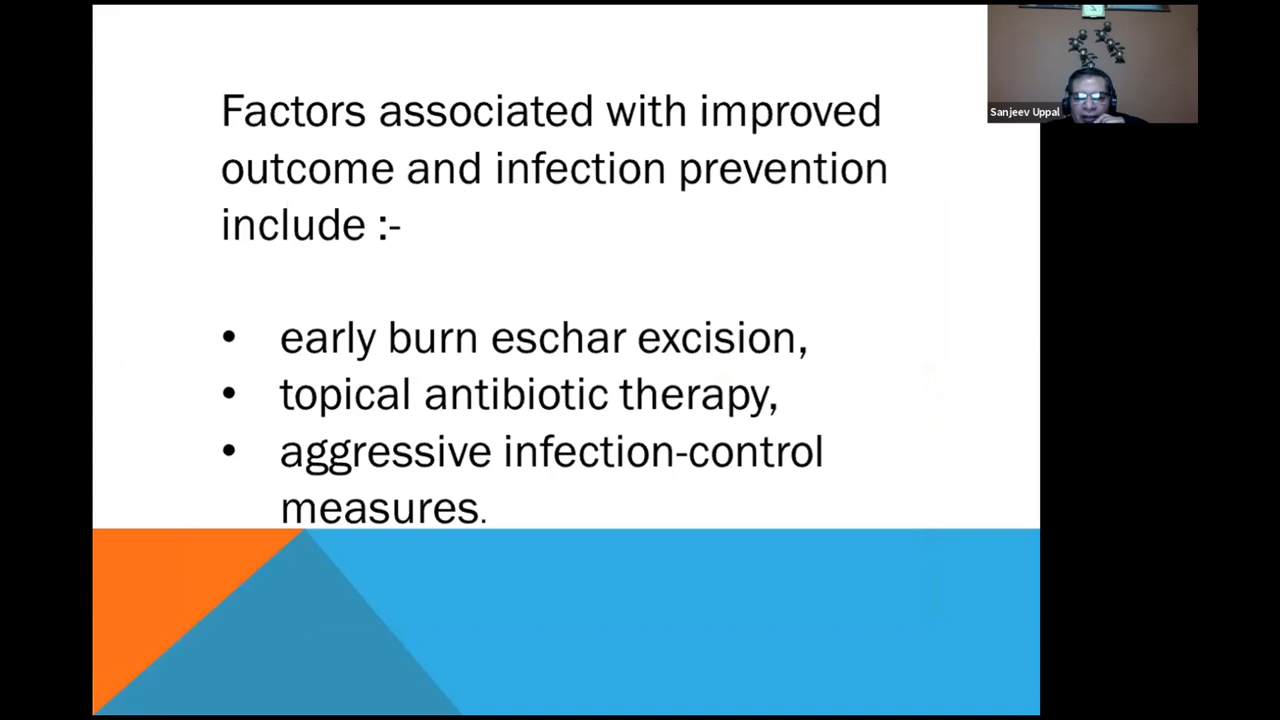 Factors associated with improved
outcome and infection prevention
include :-
• early burn eschar excision,
• topical antibiotic therapy,
• aggressive infection-control
measures.
Sanjeev Uppal